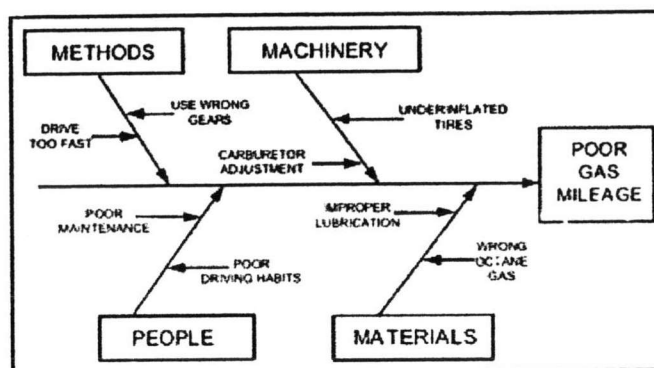 METHODS
MACHINERY
USE WRONG
GEARS
DRIVE
TOO FAST
UNDERINFLATED
TIRES
CARBURETOR
ADJUSTMENT
POOR
GAS
MILEAGE
POOR
MAINTENANCE
IMPROPER
LUBRICATION
POOR
DRIVING HABITS
WRONG
OCTANE
GAS
PEOPLE
MATERIALS